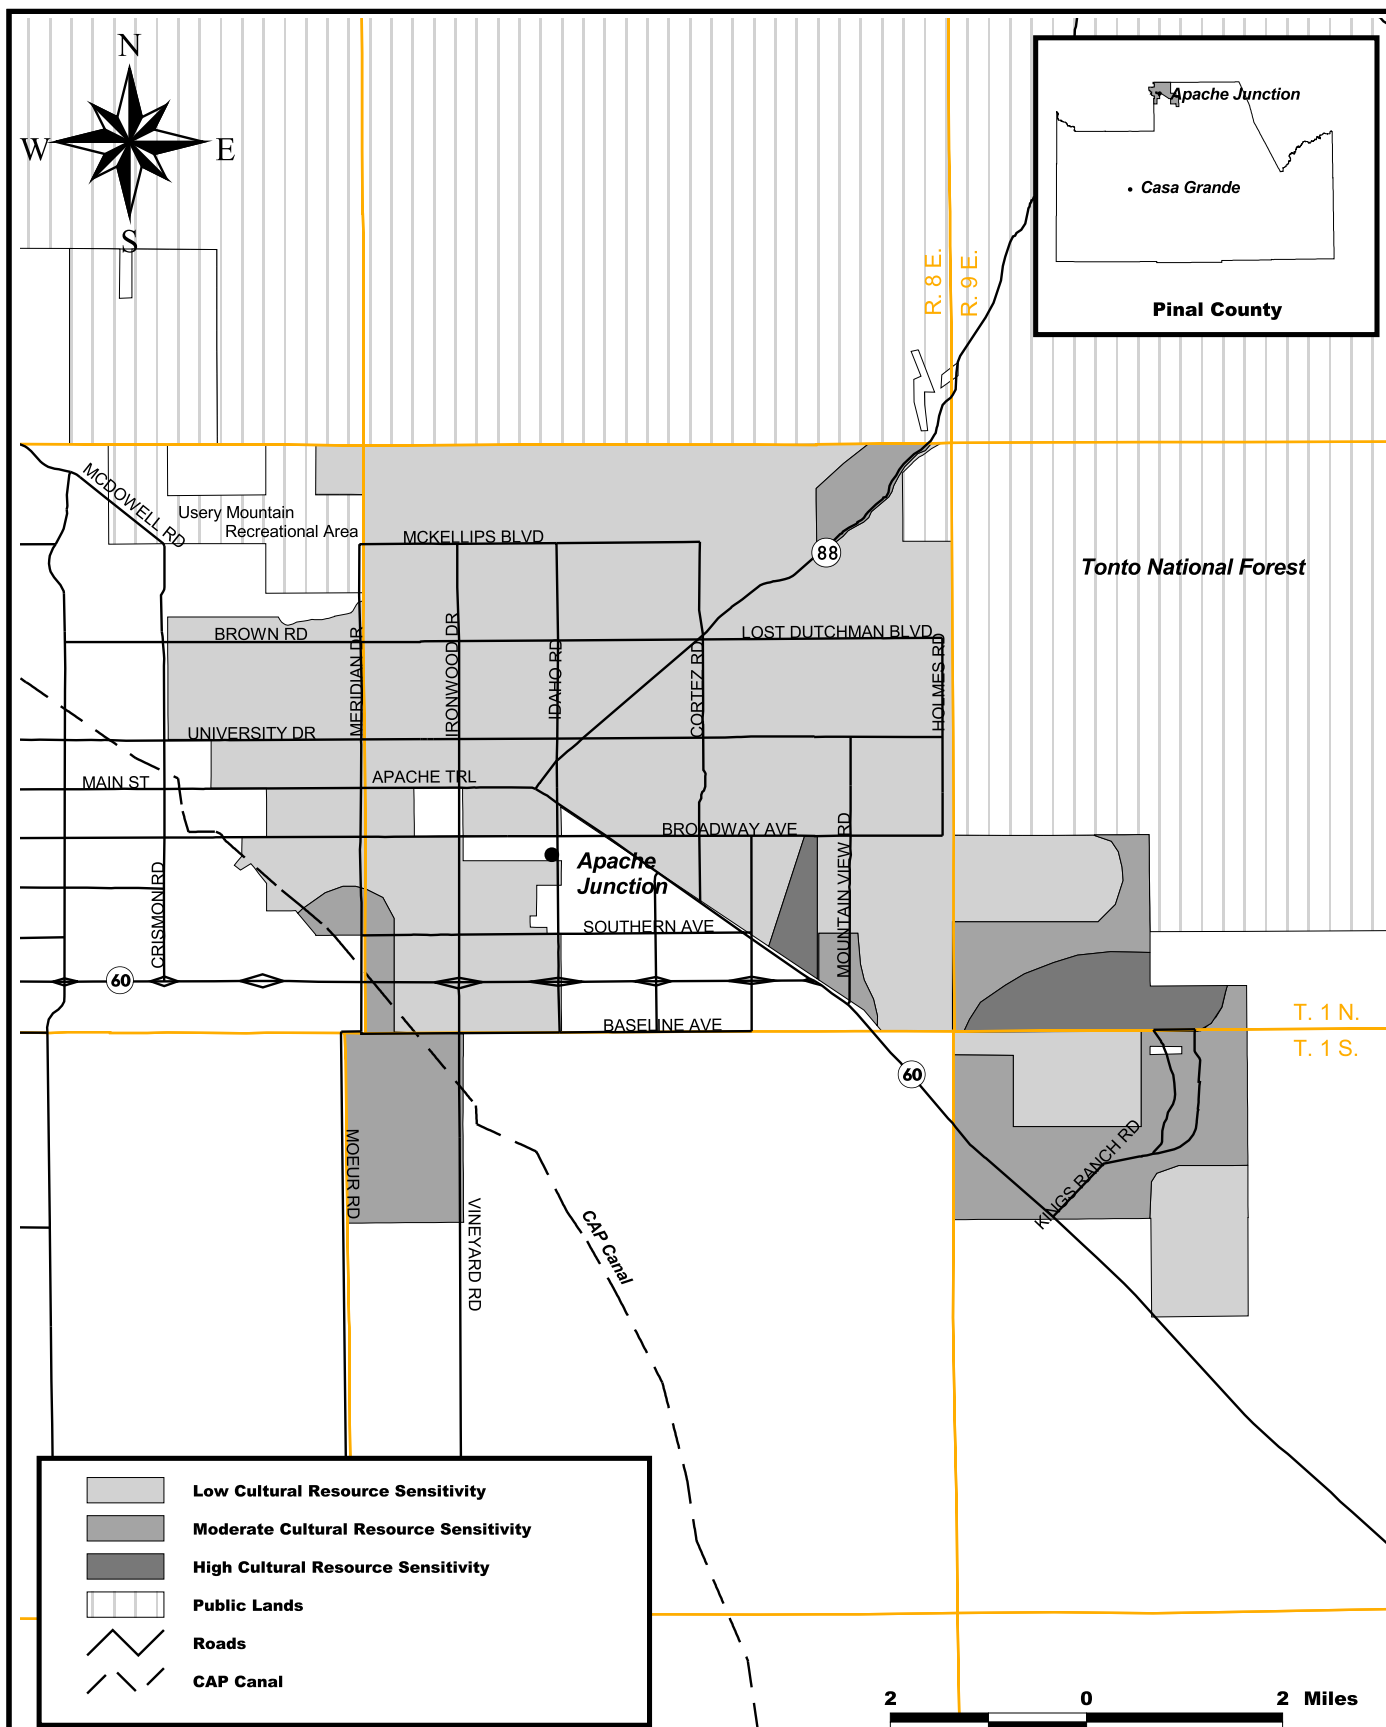 N
W
E
S
Apache Junction
Casa Grande
Pinal County
R. 8 E.
R. 9 E.
MCDOWELL RD
Usery Mountain
Recreational Area
MCKELLIPS BLVD
88
Tonto National Forest
BROWN RD
LOST DUTCHMAN BLVD
MERIDIAN DR
IRONWOOD DR
IDAHO RD
CORTEZ RD
HOLMES RD
UNIVERSITY DR
MAIN ST
APACHE TRL
BROADWAY AVE
Apache
Junction
CRISMON RD
MOUNTAIN VIEW RD
SOUTHERN AVE
60
BASELINE AVE
T. 1 N.
T. 1 S.
60
MOEUR RD
VINEYARD RD
KINGS RANCH RD
CAP Canal
Low Cultural Resource Sensitivity
Moderate Cultural Resource Sensitivity
High Cultural Resource Sensitivity
Public Lands
Roads
CAP Canal
2 0 2 Miles